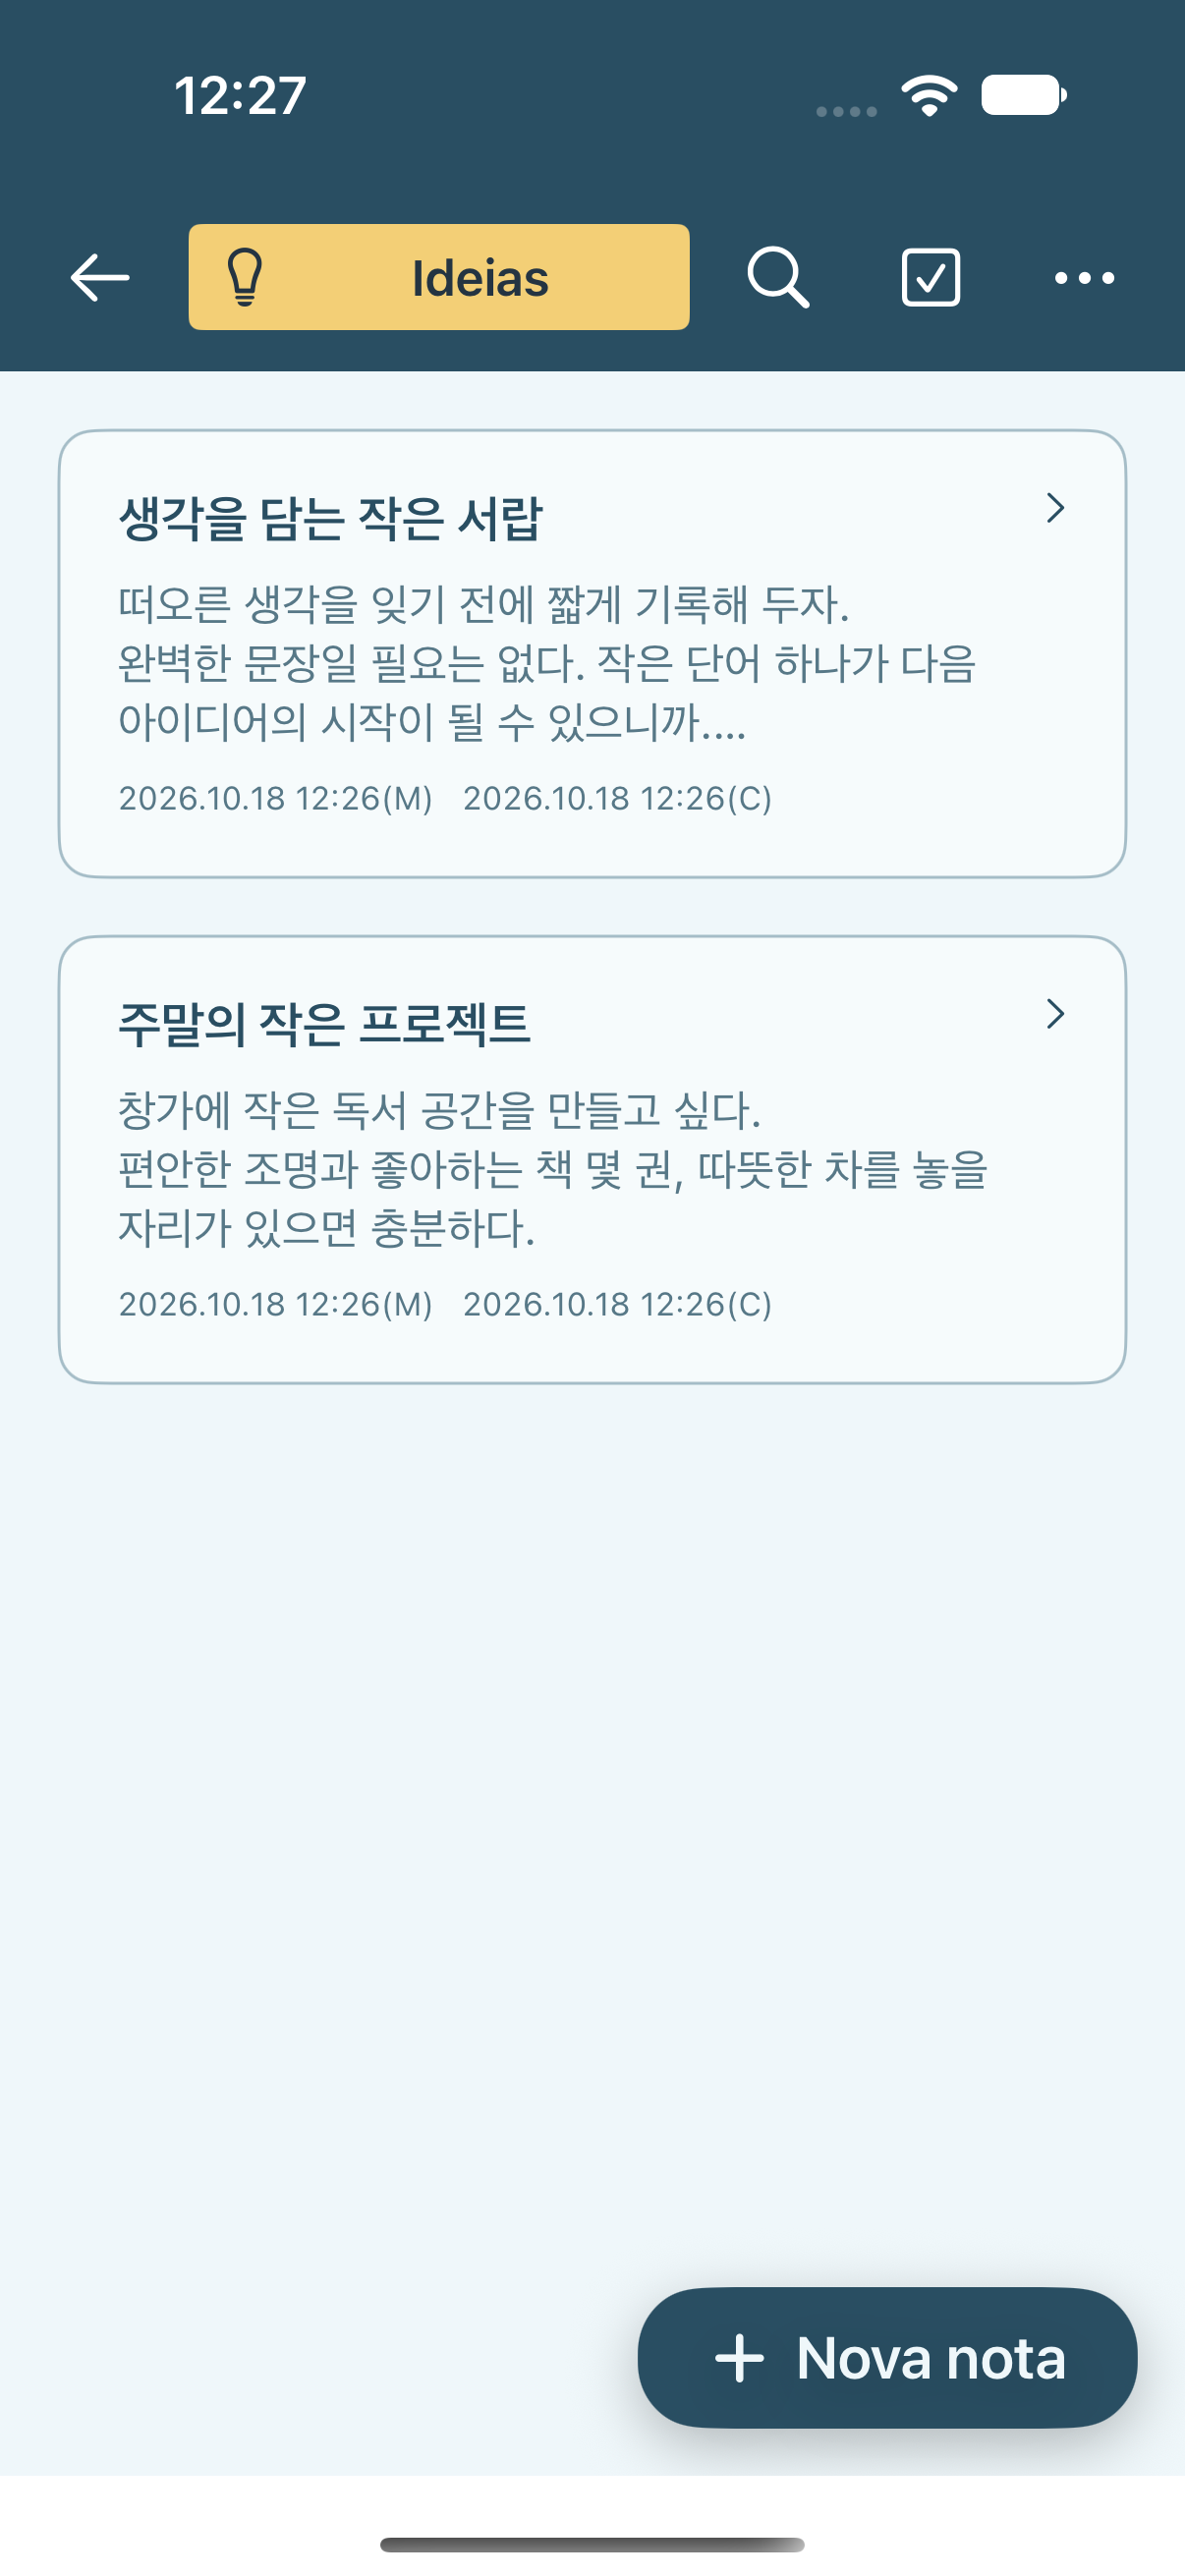 12:27
Ideias
생각을 담는 작은 서랍
떠오른 생각을 잊기 전에 짧게 기록해 두자.
완벽한 문장일 필요는 없다. 작은 단어 하나가 다음
아이디어의 시작이 될 수 있으니까....
2026.10.18 12:26(M) 2026.10.18 12:26(C)
주말의 작은 프로젝트
창가에 작은 독서 공간을 만들고 싶다.
편안한 조명과 좋아하는 책 몇 권, 따뜻한 차를 놓을
자리가 있으면 충분하다.
2026.10.18 12:26(M) 2026.10.18 12:26(C)
Nova nota